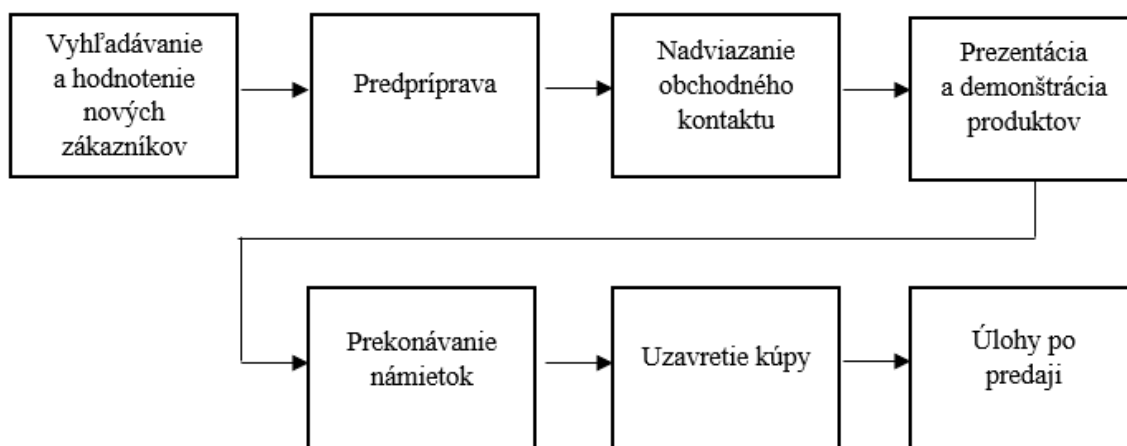 Vyhľadávanie
a hodnotenie
nových
zákazníkov
Predpríprava
Nadviazanie
obchodného
kontaktu
Prezentácia
a demonštrácia
produktov
Prekonávanie
námietok
Uzavretie kúpy
Úlohy po
predaji